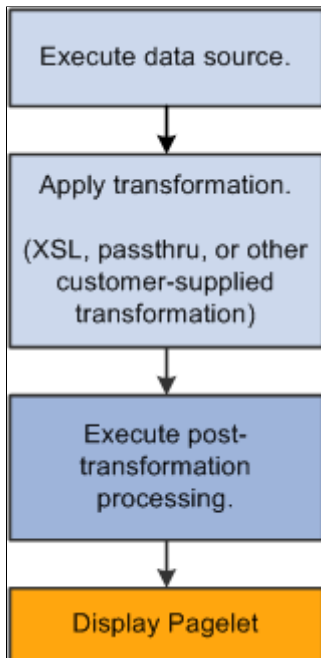 Execute data source.
Apply transformation.
(XSL, passthru, or other
customer-supplied
transformation)
Execute post-
transformation
processing.
Display Pagelet